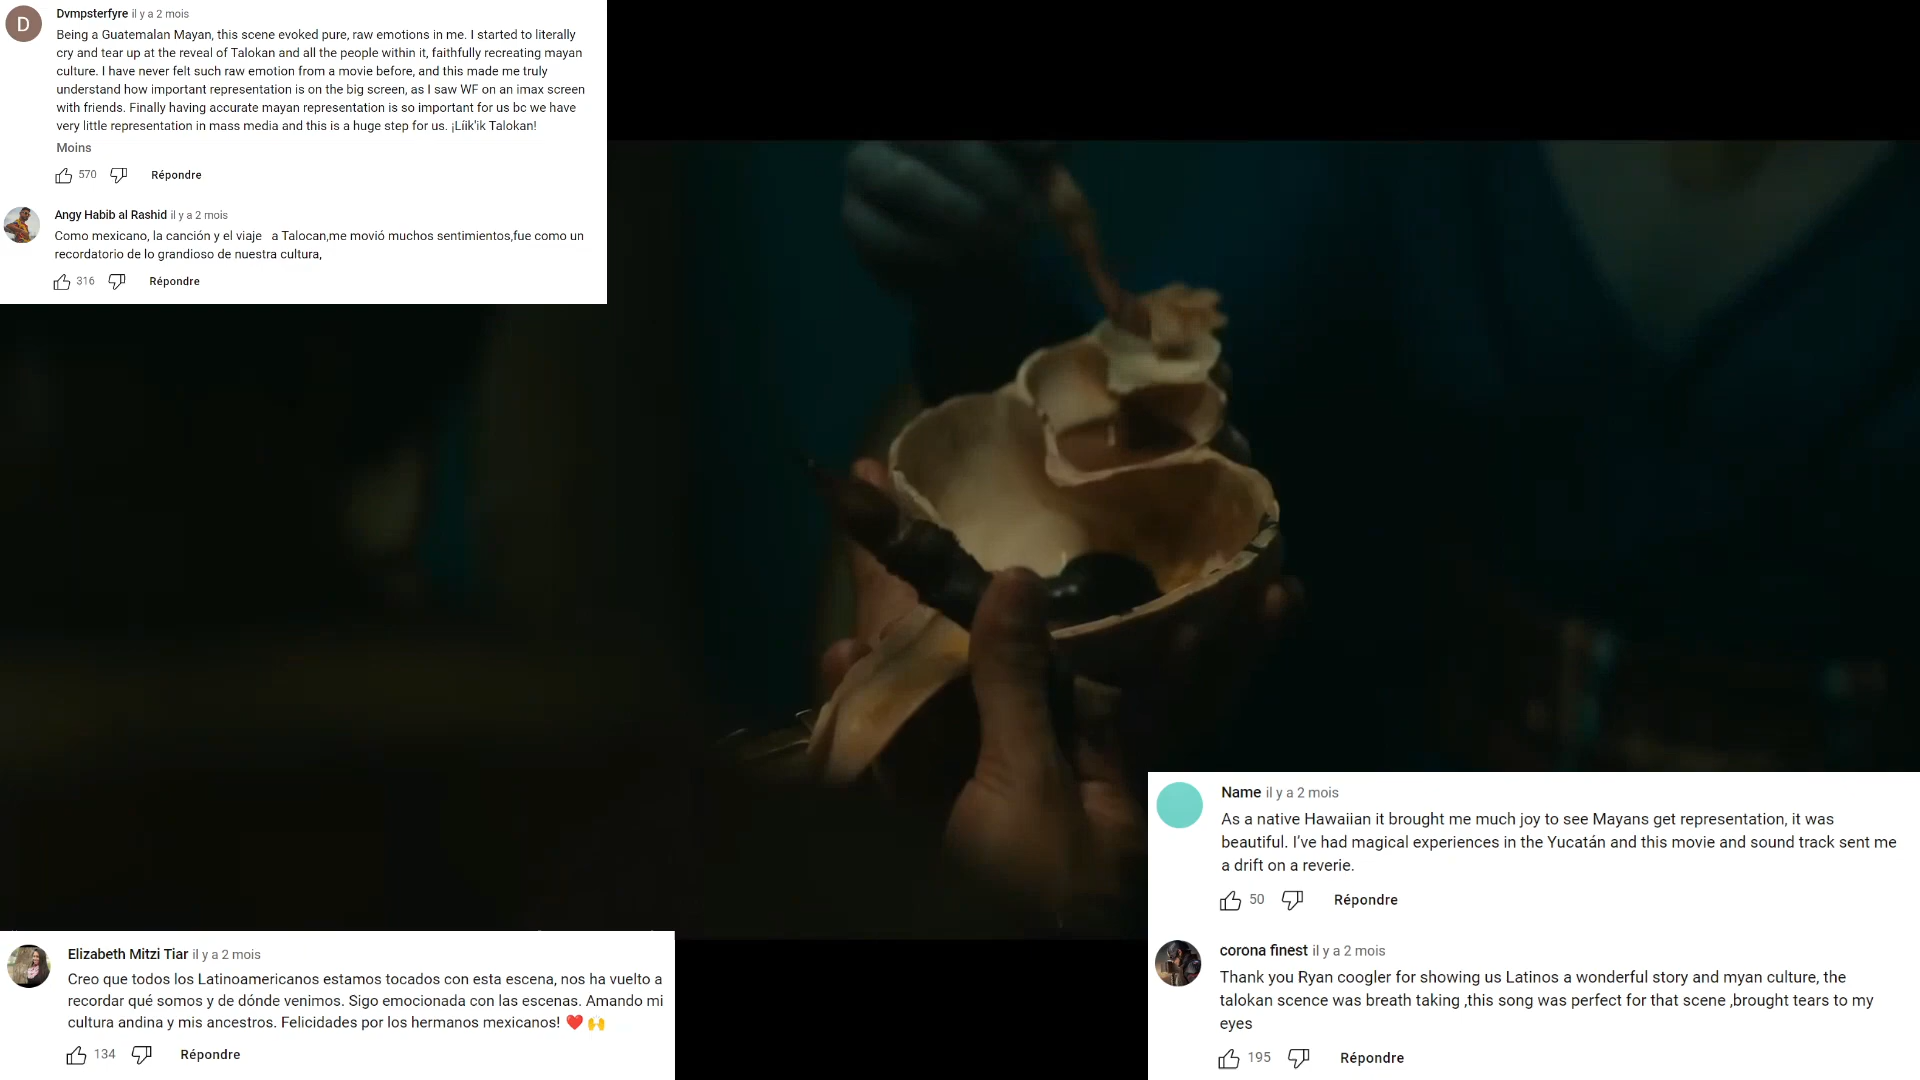 D
Dvmpsterfyre il y a 2 mois
Being a Guatemalan Mayan, this scene evoked pure, raw emotions in me. I started to literally
cry and tear up at the reveal of Talokan and all the people within it, faithfully recreating mayan
culture. I have never felt such raw emotion from a movie before, and this made me truly
understand how important representation is on the big screen, as I saw WF on an imax screen
with friends. Finally having accurate mayan representation is so important for us bc we have
very little representation in mass media and this is a huge step for us. ¡Líik'ik Talokan!
Moins
570 Répondre
Angy Habib al Rashid il y a 2 mois
Como mexicano, la canción y el viaje a Talocan,me movió muchos sentimientos,fue como un
recordatorio de lo grandioso de nuestra cultura,
316 Répondre
Elizabeth Mitzi Tiar il y a 2 mois
Creo que todos los Latinoamericanos estamos tocados con esta escena, nos ha vuelto a
recordar qué somos y de dónde venimos. Sigo emocionada con las escenas. Amando mi
cultura andina y mis ancestros. Felicidades por los hermanos mexicanos! ❤️ 🙌
134 Répondre
Name il y a 2 mois
As a native Hawaiian it brought me much joy to see Mayans get representation, it was
beautiful. I've had magical experiences in the Yucatán and this movie and sound track sent me
a drift on a reverie.
50 Répondre
corona finest il y a 2 mois
Thank you Ryan coogler for showing us Latinos a wonderful story and myan culture, the
talokan scence was breath taking ,this song was perfect for that scene ,brought tears to my
eyes
195 Répondre